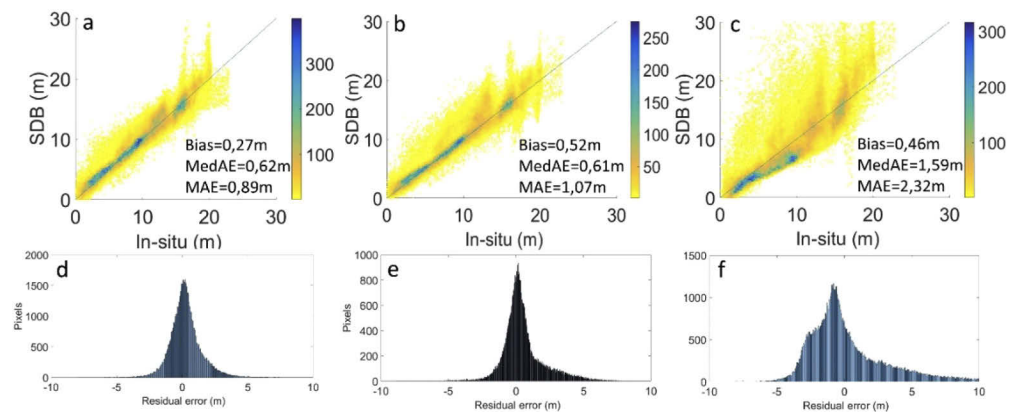 a
30
20
10
0
SDB (m)
0 10 20 30
In-situ (m)
Bias=0,27m
MedAE=0,62m
MAE=0,89m
300
200
100
b
30
20
10
0
SDB (m)
0 10 20 30
In-situ (m)
Bias=0,52m
MedAE=0,61m
MAE=1,07m
250
200
150
100
50
c
30
20
10
0
SDB (m)
0 10 20 30
In-situ (m)
Bias=0,46m
MedAE=1,59m
MAE=2,32m
300
200
100
d
2000
1500
1000
500
0
Pixels
-10 -5 0 5 10
Residual error (m)
e
1000
800
600
400
200
0
-10 -5 0 5 10
Residual error (m)
f
1500
1000
500
0
-10 -5 0 5 10
Residual error (m)